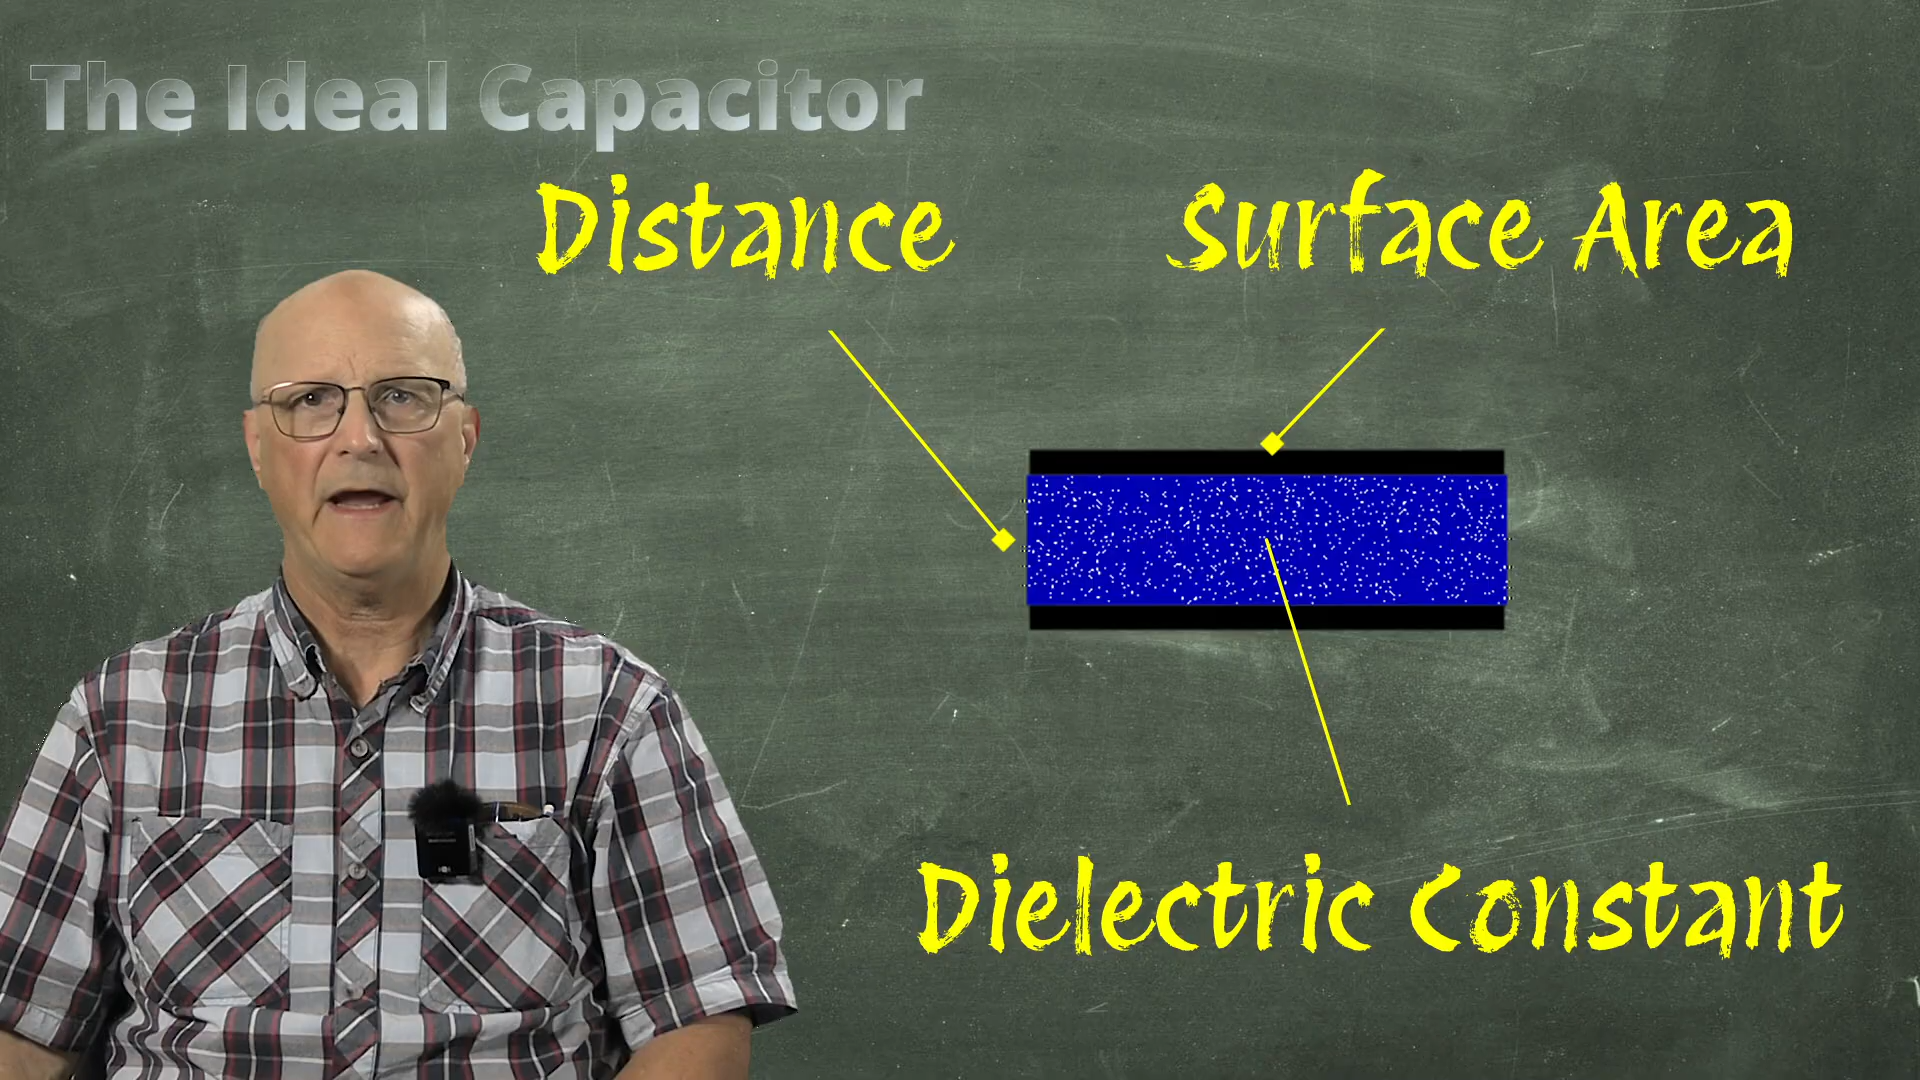 The Ideal Capacitor
Distance
Surface Area
Dielectric Constant